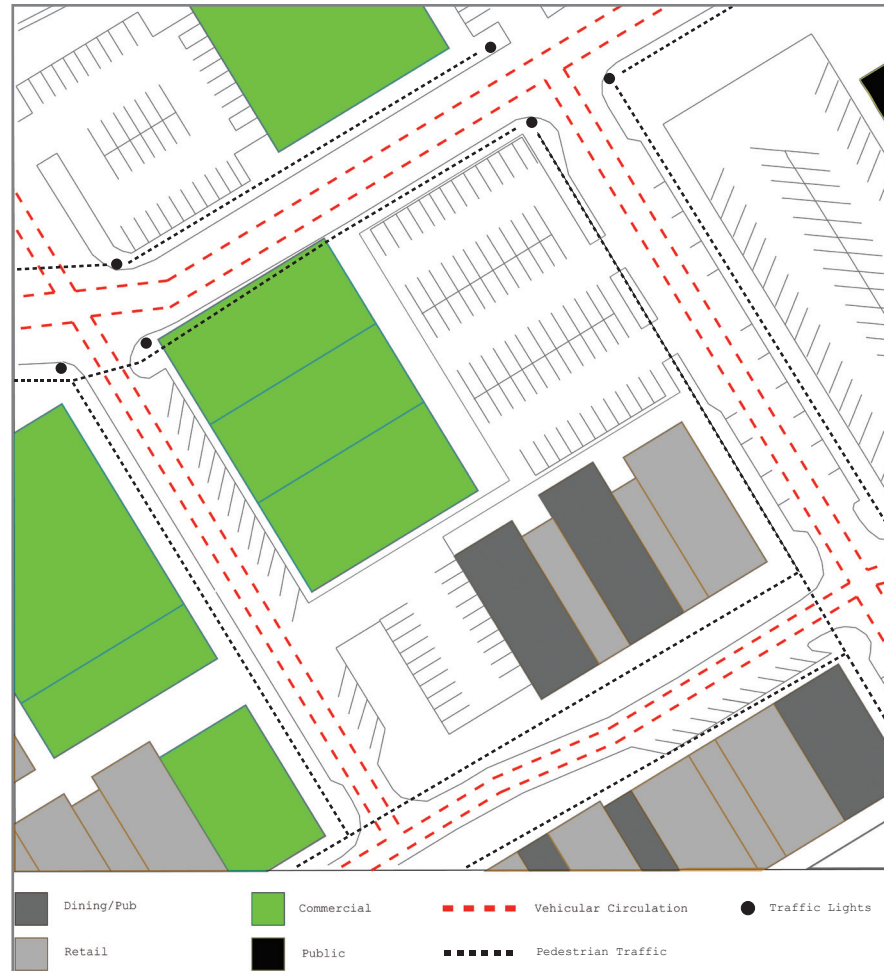 Dining/Pub
Commercial
Vehicular Circulation
Traffic Lights
Retail
Public
Pedestrian Traffic